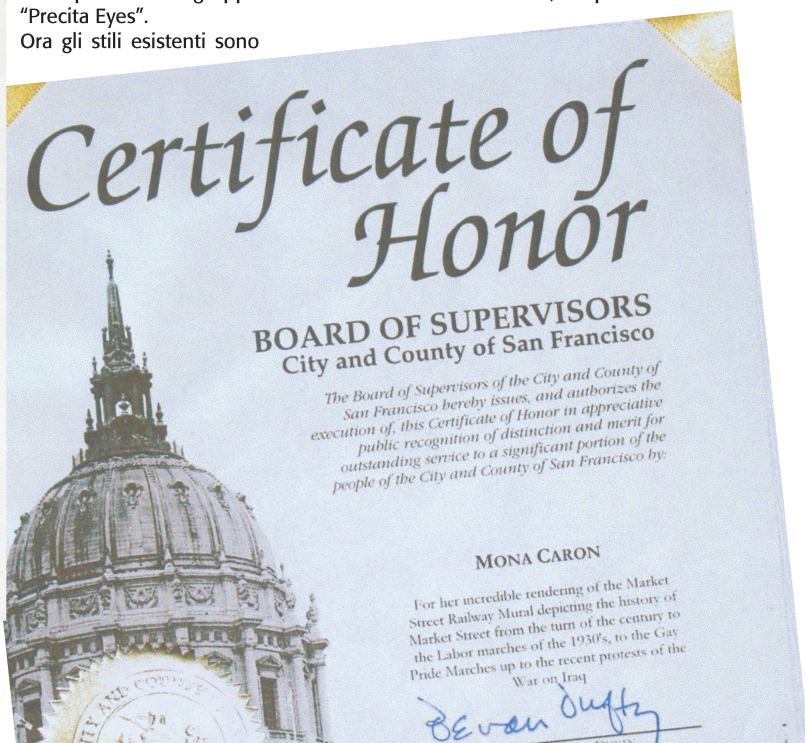 "Precita Eyes".
Ora gli stili esistenti sono
Certificate of
Honor
BOARD OF SUPERVISORS
City and County of San Francisco
The Board of Supervisors of the City and County of
San Francisco hereby issues, and authorizes the
execution of, this Certificate of Honor in appreciative
public recognition of distinction and merit for
outstanding service to a significant portion of the
people of the City and County of San Francisco by:
MONA CARON
For her incredible rendering of the Market
Street Railway Mural depicting the history of
Market Street from the turn of the century to
the Labor marches of the 1930's, to the Gay
Pride Marches up to the recent protests of the
War on Iraq
Bevan Dufty
AND COUNTY